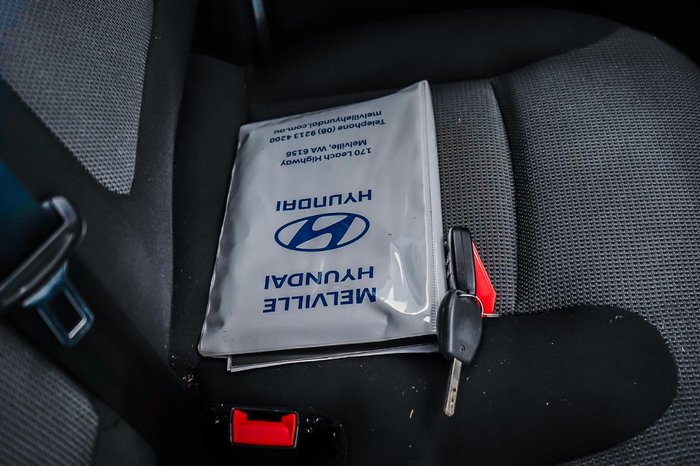 MELVILLE
HYUNDAI
HYUNDAI
170 Leach Highway
Melville, WA 6156
Telephone (08) 9213 4200
melvillehyundai.com.au